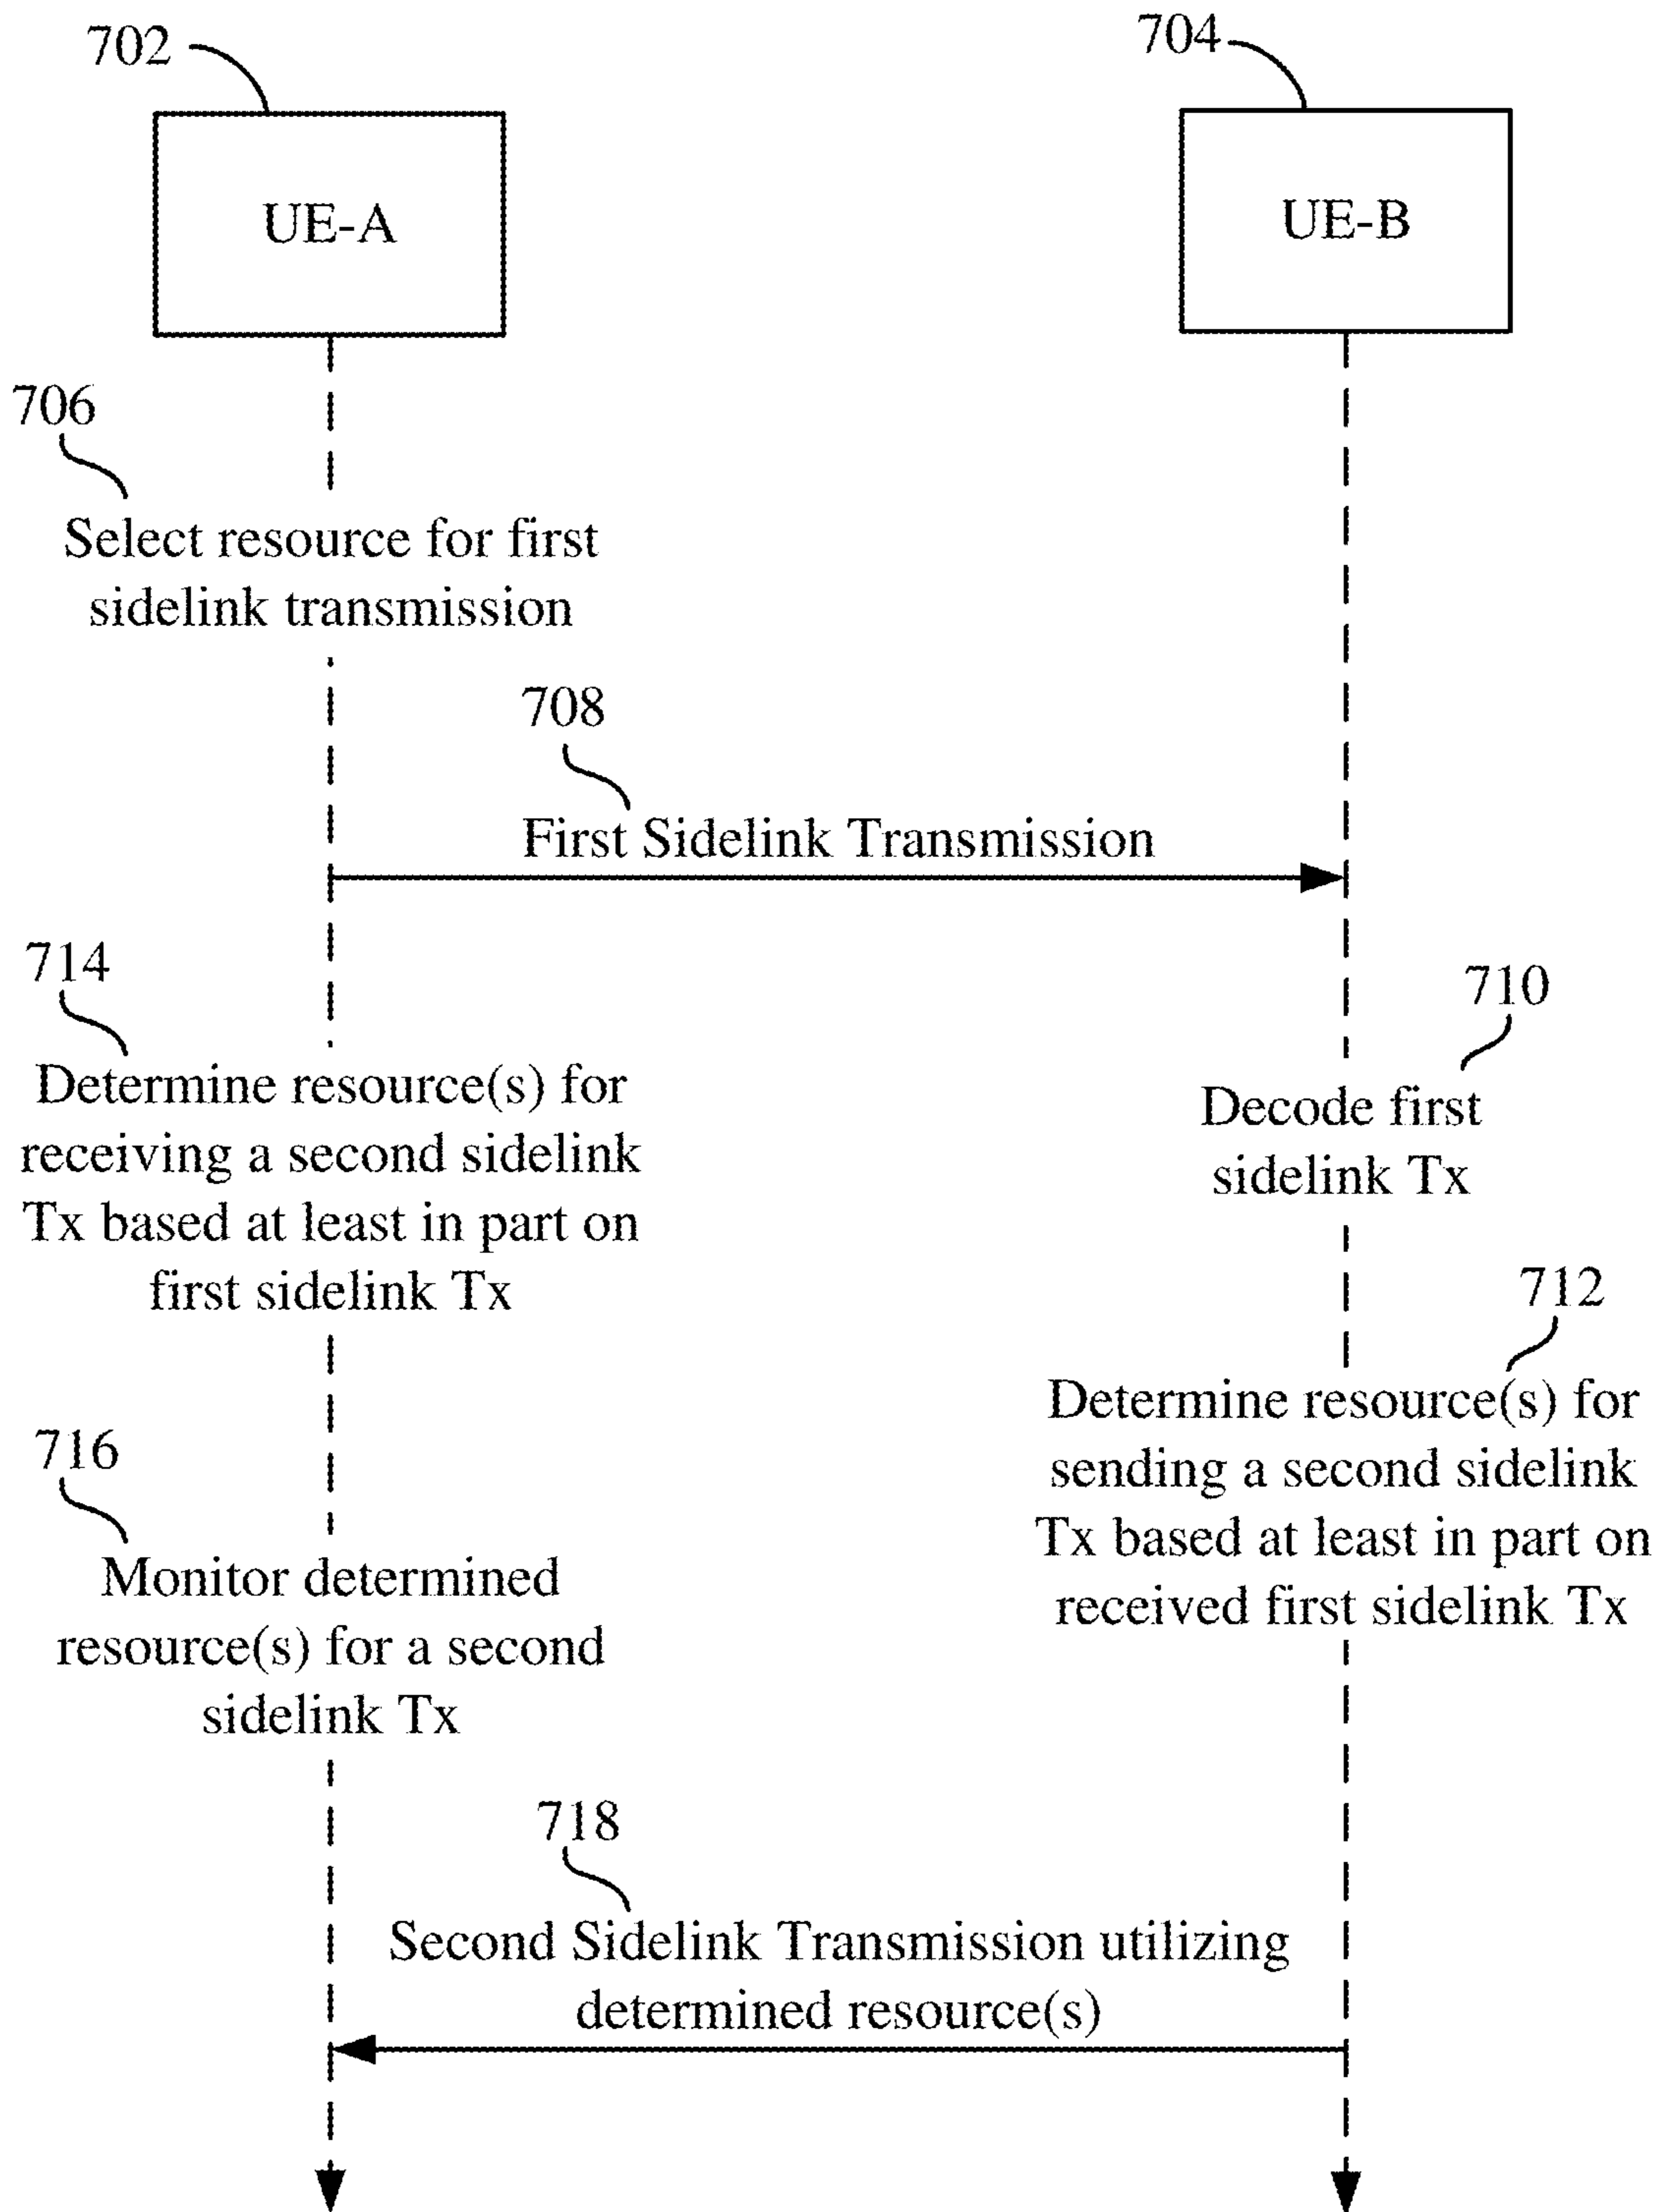 702
704
UE-A
UE-B
706
Select resource for first
sidelink transmission
708
First Sidelink Transmission
714
Determine resource(s) for
receiving a second sidelink
Tx based at least in part on
first sidelink Tx
710
Decode first
sidelink Tx
712
Determine resource(s) for
sending a second sidelink
Tx based at least in part on
received first sidelink Tx
716
Monitor determined
resource(s) for a second
sidelink Tx
718
Second Sidelink Transmission utilizing
determined resource(s)